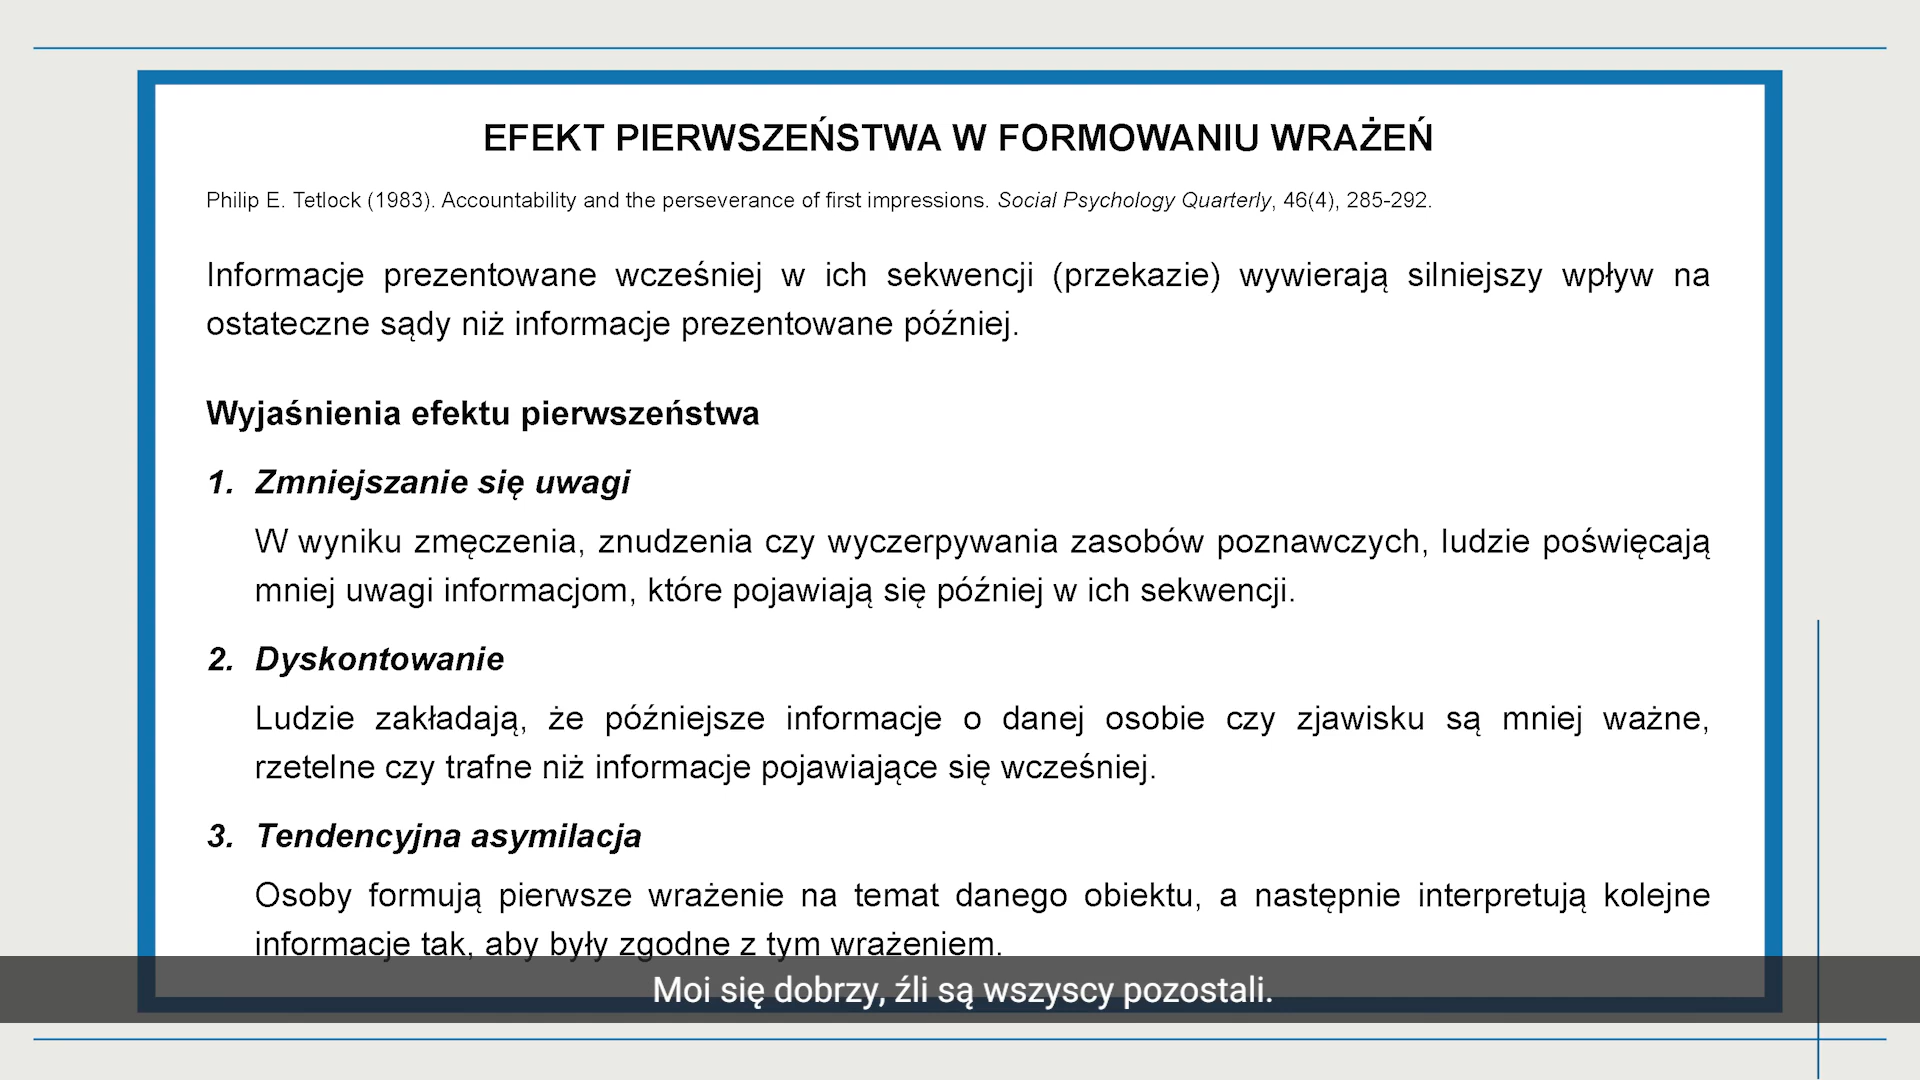 EFEKT PIERWSZEŃSTWA W FORMOWANIU WRAŻEŃ
Philip E. Tetlock (1983). Accountability and the perseverance of first impressions. Social Psychology Quarterly, 46(4), 285-292.
Informacje prezentowane wcześniej w ich sekwencji (przekazie) wywierają silniejszy wpływ na
ostateczne sądy niż informacje prezentowane później.
Wyjaśnienia efektu pierwszeństwa
1. Zmniejszanie się uwagi
W wyniku zmęczenia, znudzenia czy wyczerpywania zasobów poznawczych, ludzie poświęcają
mniej uwagi informacjom, które pojawiają się później w ich sekwencji.
2. Dyskontowanie
Ludzie zakładają, że późniejsze informacje o danej osobie czy zjawisku są mniej ważne,
rzetelne czy trafne niż informacje pojawiające się wcześniej.
3. Tendencyjna asymilacja
Osoby formują pierwsze wrażenie na temat danego obiektu, a następnie interpretują kolejne
informacje tak, aby były zgodne z tym wrażeniem.
Moi się dobrzy, źli są wszyscy pozostali.